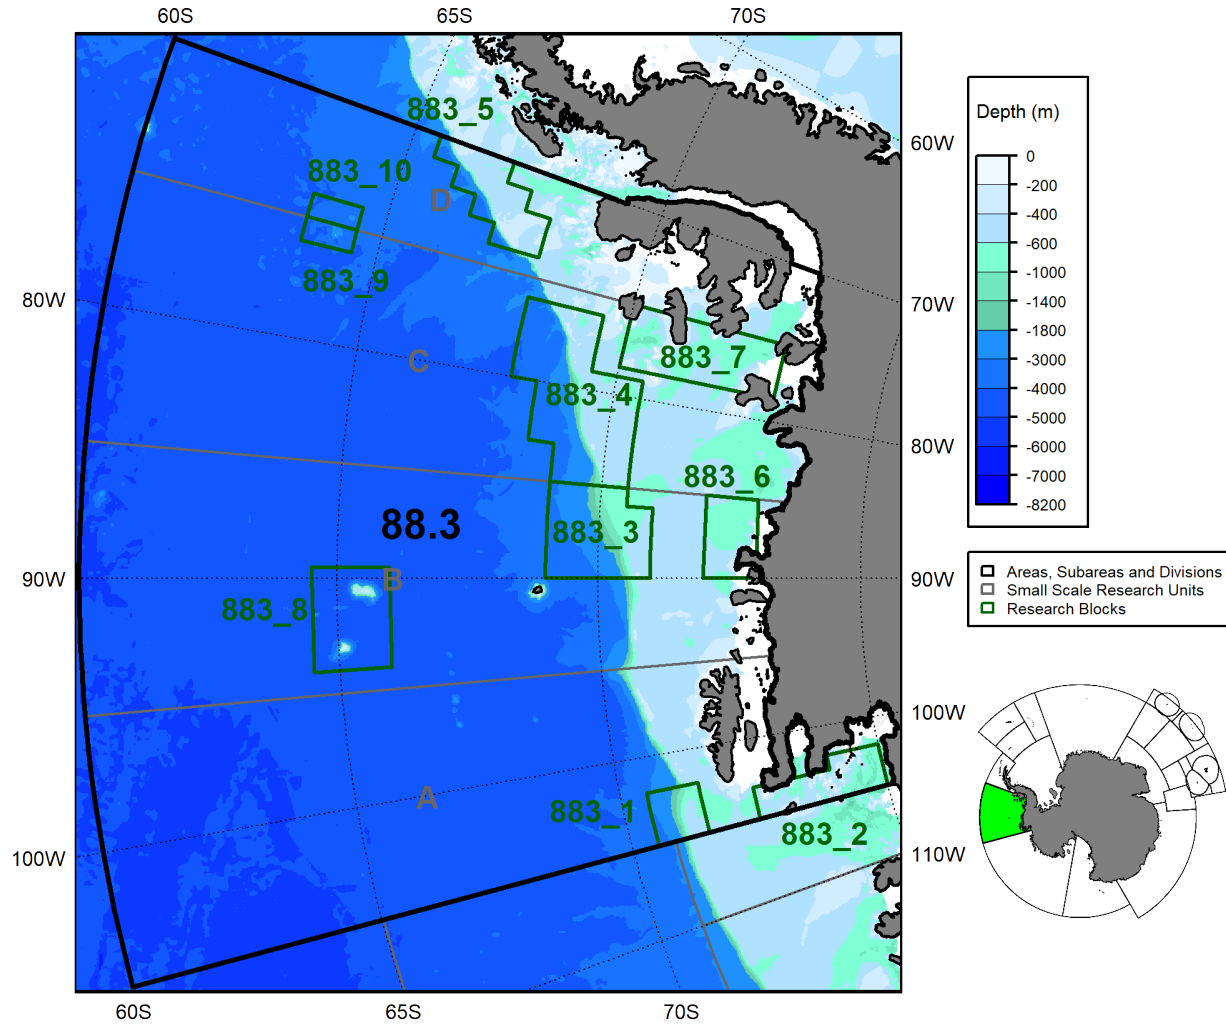 60S
65S
70S
60W
70W
80W
90W
100W
110W
80W
90W
100W
60S
65S
70S
883_5
883_10
D
883_9
883_7
C
883_4
883_6
88.3
883_3
B
883_8
A
883_1
883_2
Depth (m)
0
-200
-400
-600
-1000
-1400
-1800
-3000
-4000
-5000
-6000
-7000
-8200
Areas, Subareas and Divisions
Small Scale Research Units
Research Blocks